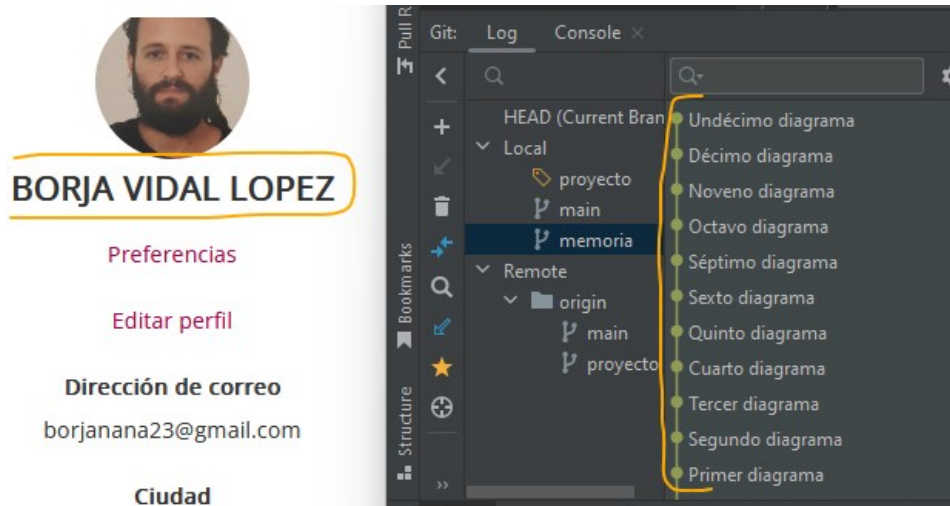 BORJA VIDAL LOPEZ
Preferencias
Editar perfil
Dirección de correo
borjanana23@gmail.com
Ciudad
Pull R
Bookmarks
Structure
Git:
Log
Console
HEAD (Current Bran
Local
proyecto
main
memoria
Remote
origin
main
proyecto
Undécimo diagrama
Décimo diagrama
Noveno diagrama
Octavo diagrama
Séptimo diagrama
Sexto diagrama
Quinto diagrama
Cuarto diagrama
Tercer diagrama
Segundo diagrama
Primer diagrama